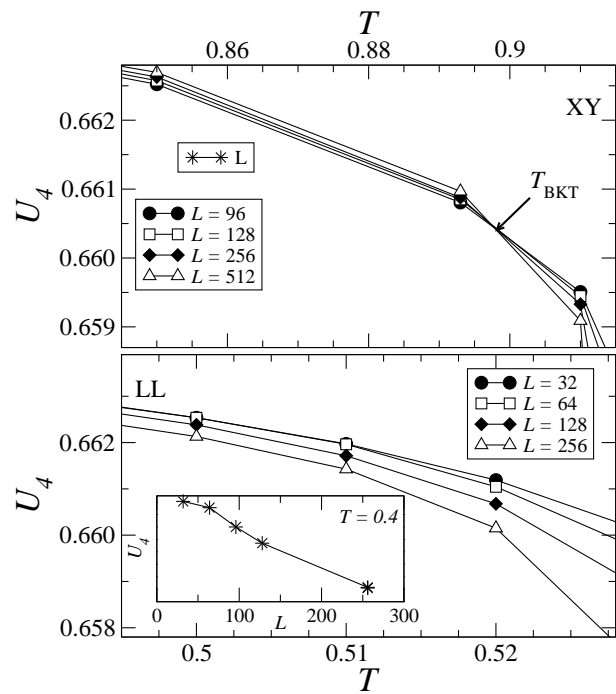 T
0.86 0.88 0.9
XY
0.662
L
0.661
T_BKT
U_4
L = 96
L = 128
L = 256
L = 512
0.660
0.659
LL
L = 32
L = 64
L = 128
L = 256
0.662
U_4
0.660
T = 0.4
U_4
0 100 200 300
L
0.658
0.5 0.51 0.52
T